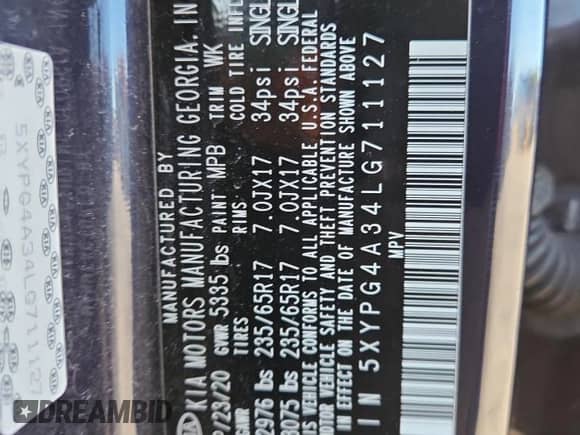 MANUFACTURED BY
KIA MOTORS MANUFACTURING GEORGIA, IN
/23/20 GVWR 5335 lbs PAINT MPB TRIM WK
TIRES RIMS COLD TIRE INFL
2976 lbs 235/65R17 7.0JX17 34psi SINGL
3075 lbs 235/65R17 7.0JX17 34psi SINGL
VEHICLE CONFORMS TO ALL APPLICABLE U.S.A. FEDERAL
VEHICLE SAFETY AND THEFT PREVENTION STANDARDS
IN EFFECT ON THE DATE OF MANUFACTURE SHOWN ABOVE.
5XYPG4A34LG711127
MPV
5XYPG4A34LG711127
KIA
DREAMBID